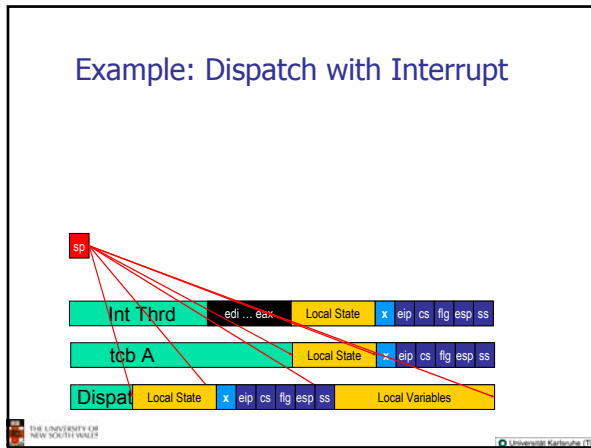 Example: Dispatch with Interrupt
sp
Int Thrd edi ... eax Local State x eip cs flg esp ss
tcb A Local State x eip cs flg esp ss
Dispat Local State x eip cs flg esp ss Local Variables
THE UNIVERSITY OF
NEW SOUTH WALES
Universität Karlsruhe (T